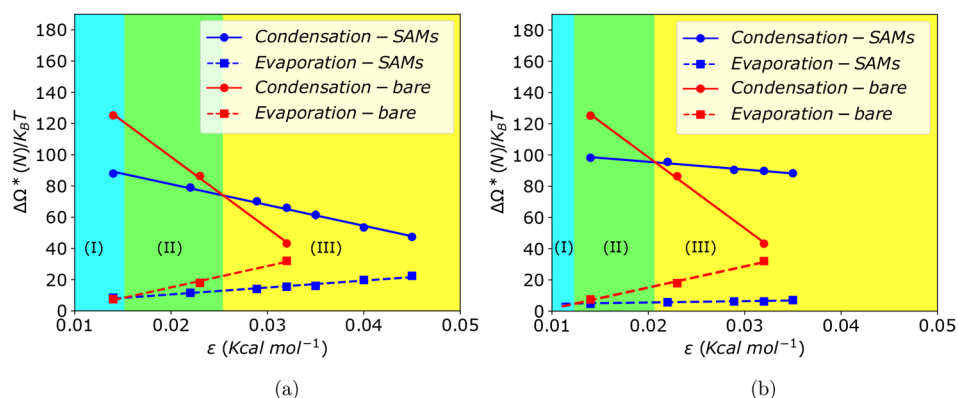 180
160
140
120
100
80
60
40
20
0
ΔΩ* (N)/K_BT
Condensation − SAMs
Evaporation − SAMs
Condensation − bare
Evaporation − bare
(I)
(II)
(III)
0.01
0.02
0.03
0.04
0.05
ε (Kcal mol⁻¹)
(a)
180
160
140
120
100
80
60
40
20
0
ΔΩ* (N)/K_BT
Condensation − SAMs
Evaporation − SAMs
Condensation − bare
Evaporation − bare
(I)
(II)
(III)
0.01
0.02
0.03
0.04
0.05
ε (Kcal mol⁻¹)
(b)